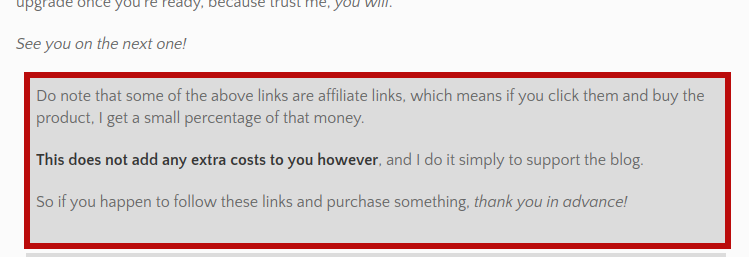 upgrade once you're ready, because trust me, you will.
See you on the next one!
Do note that some of the above links are affiliate links, which means if you click them and buy the
product, I get a small percentage of that money.
This does not add any extra costs to you however, and I do it simply to support the blog.
So if you happen to follow these links and purchase something, thank you in advance!